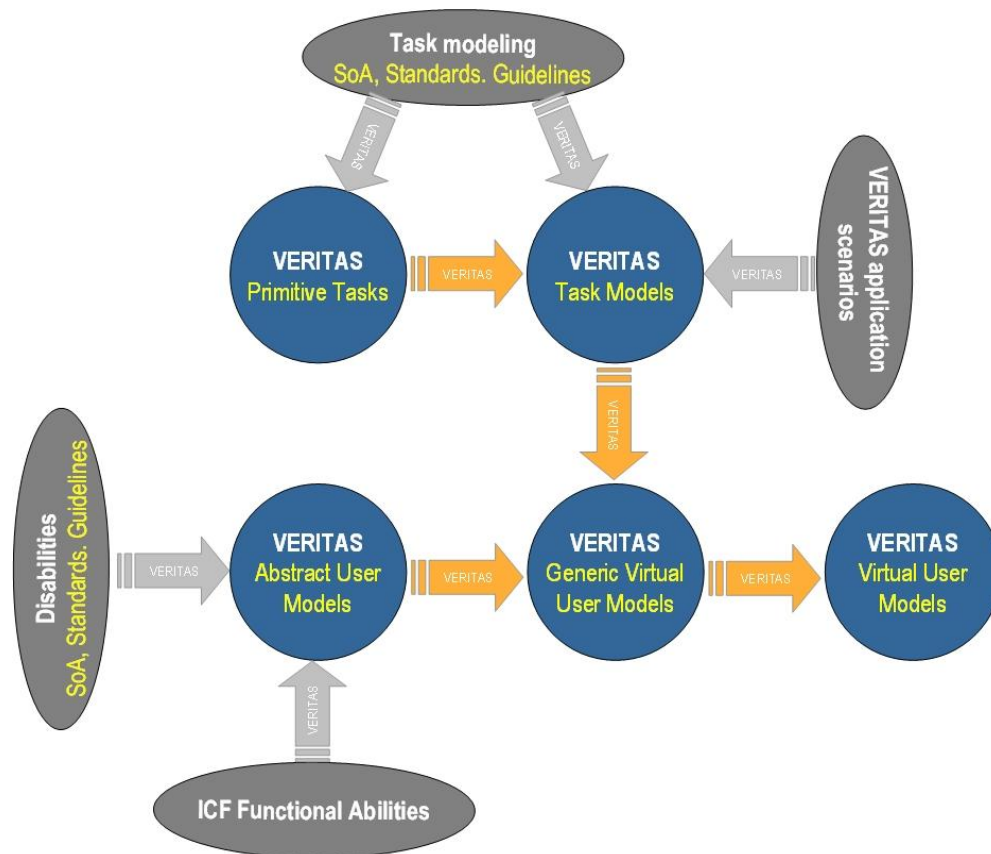 Task modeling
SoA, Standards. Guidelines
VERITAS
VERITAS
VERITAS application
scenarios
VERITAS
Primitive Tasks
VERITAS
VERITAS
Task Models
VERITAS
VERITAS
Disabilities
SoA, Standards. Guidelines
VERITAS
VERITAS
Abstract User
Models
VERITAS
VERITAS
Generic Virtual
User Models
VERITAS
VERITAS
Virtual User
Models
VERITAS
ICF Functional Abilities